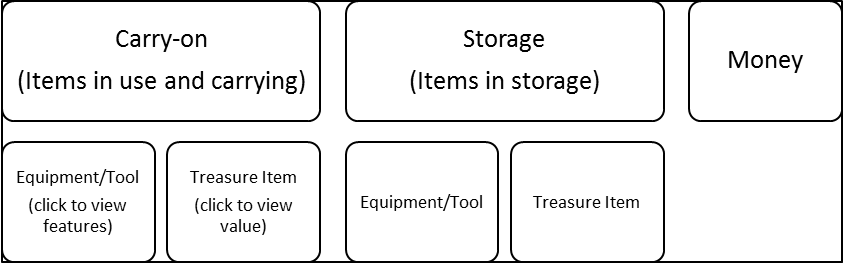 Carry-on
(Items in use and carrying)
Storage
(Items in storage)
Money
Equipment/Tool
(click to view
features)
Treasure Item
(click to view
value)
Equipment/Tool
Treasure Item